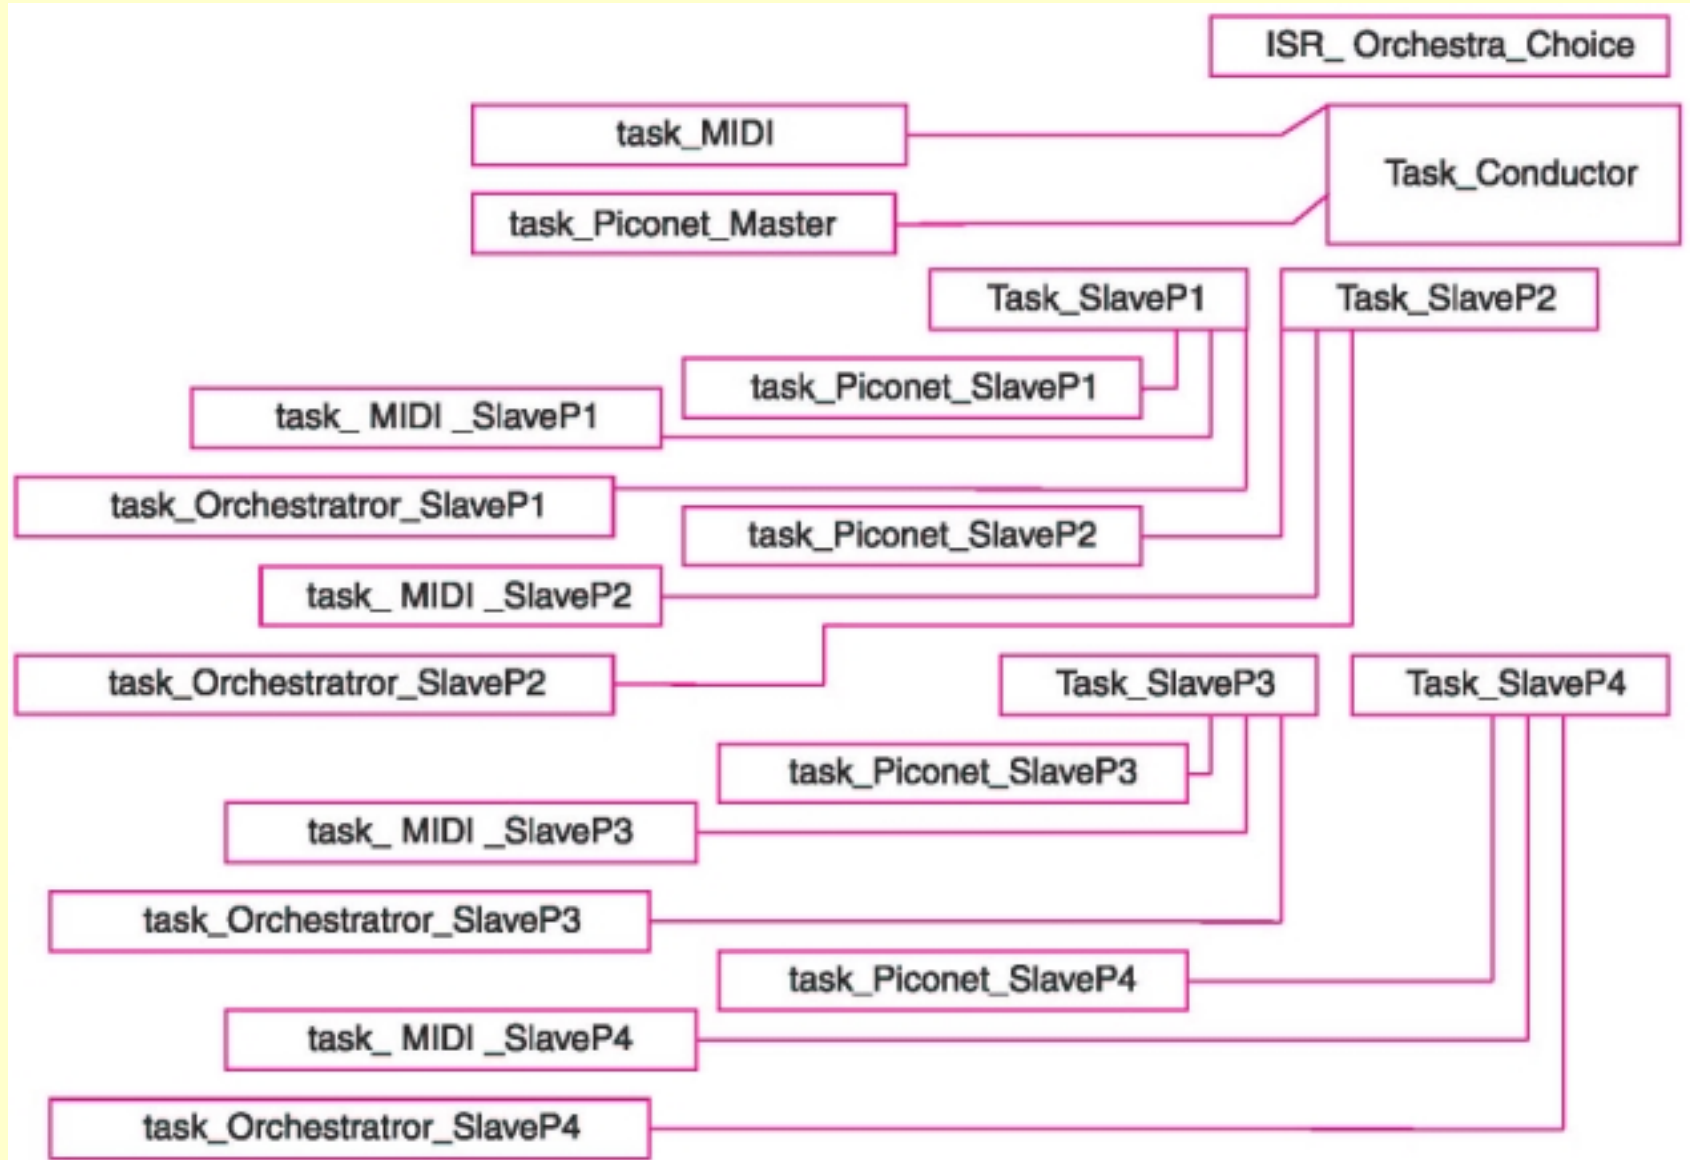 ISR_ Orchestra_Choice
task_MIDI
Task_Conductor
task_Piconet_Master
Task_SlaveP1
Task_SlaveP2
task_Piconet_SlaveP1
task_ MIDI _SlaveP1
task_Orchestratror_SlaveP1
task_Piconet_SlaveP2
task_ MIDI _SlaveP2
task_Orchestratror_SlaveP2
Task_SlaveP3
Task_SlaveP4
task_Piconet_SlaveP3
task_ MIDI _SlaveP3
task_Orchestratror_SlaveP3
task_Piconet_SlaveP4
task_ MIDI _SlaveP4
task_Orchestratror_SlaveP4